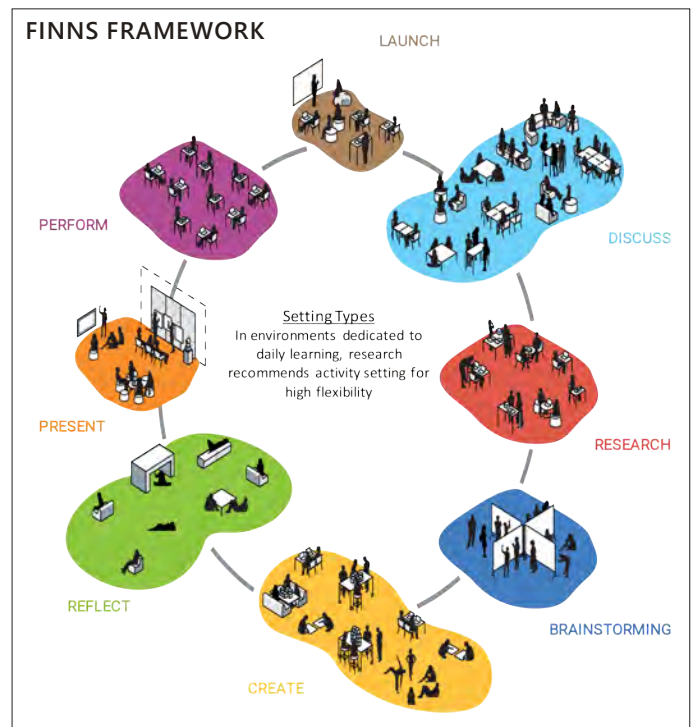 FINNS FRAMEWORK
LAUNCH
DISCUSS
PERFORM
Setting Types
In environments dedicated to
daily learning, research
recommends activity setting for
high flexibility
PRESENT
RESEARCH
REFLECT
BRAINSTORMING
CREATE